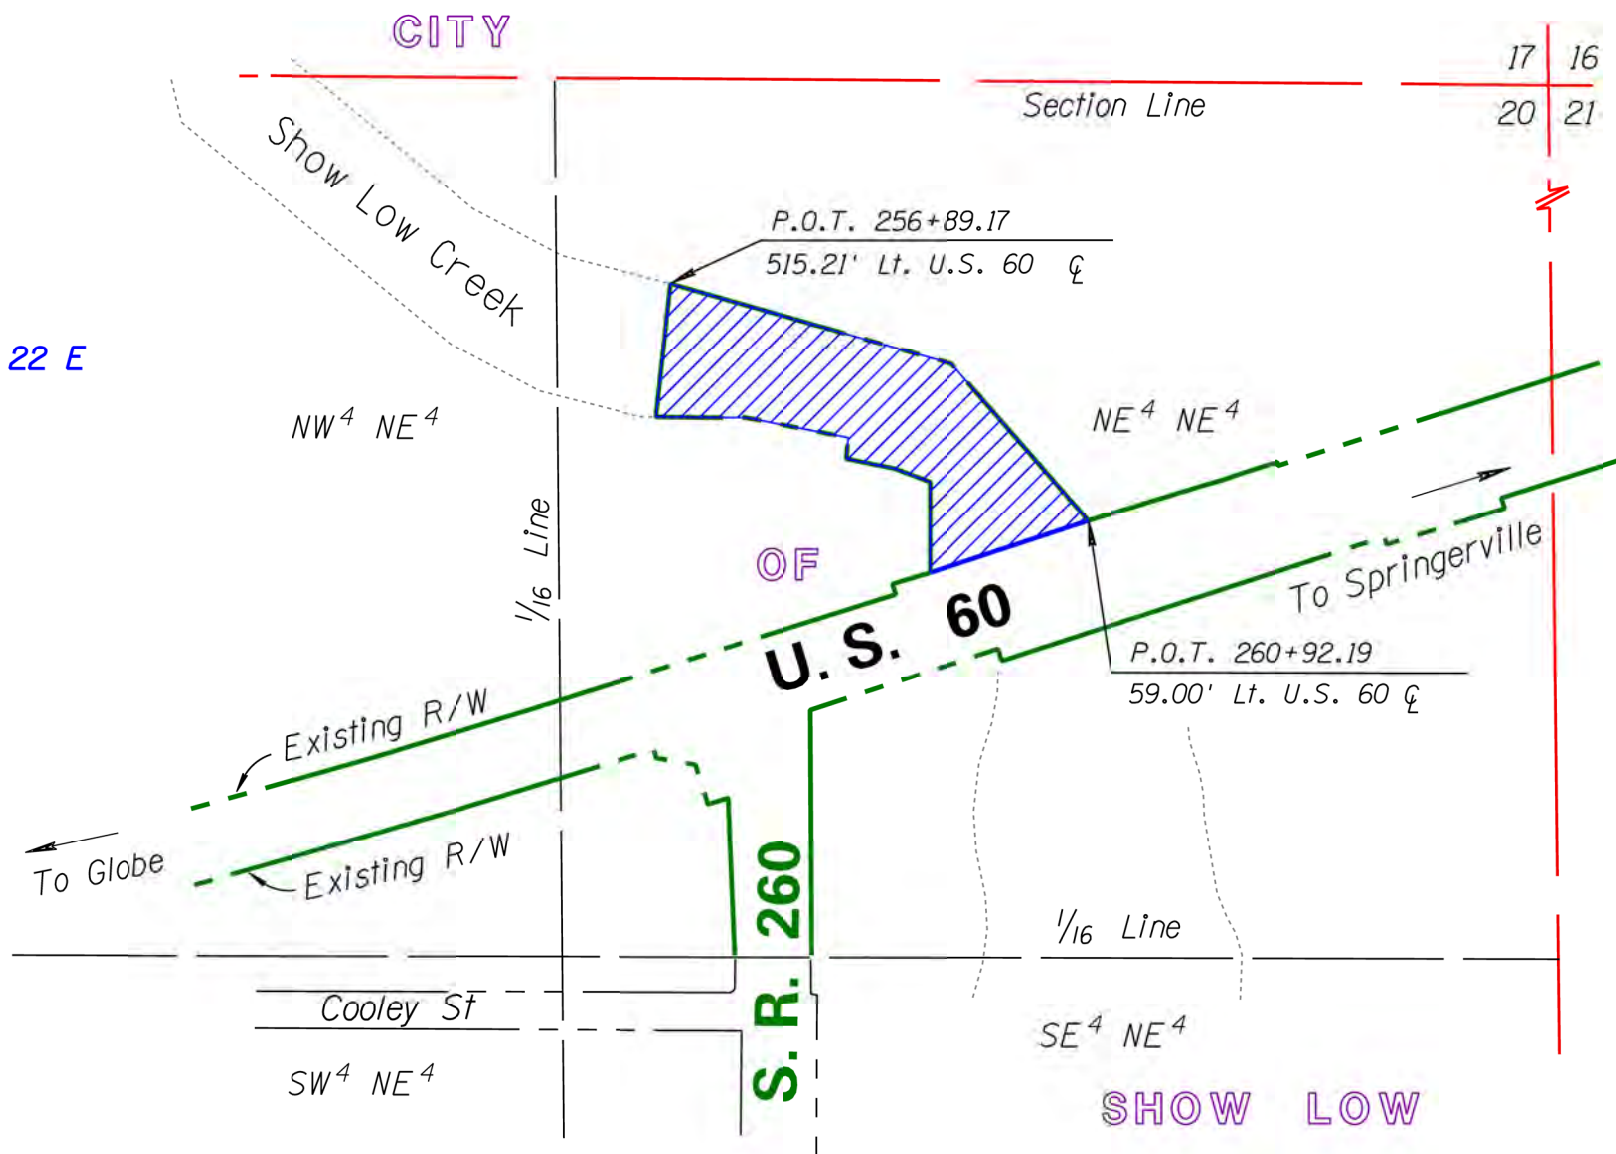 CITY
17 16
20 21
Section Line
Show Low Creek
P.O.T. 256+89.17
515.21' Lt. U.S. 60 ℄
22 E
NW⁴ NE⁴
NE⁴ NE⁴
1/16 Line
OF
U. S. 60
To Springerville
P.O.T. 260+92.19
59.00' Lt. U.S. 60 ℄
Existing R/W
Existing R/W
To Globe
S. R. 260
1/16 Line
Cooley St
SW⁴ NE⁴
SE⁴ NE⁴
SHOW LOW